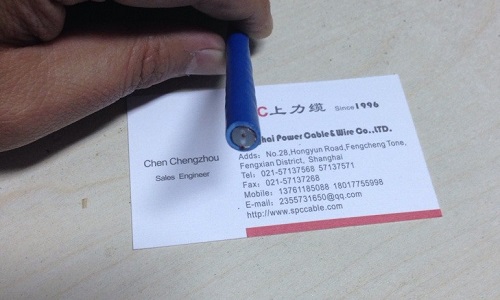 C上力缆 Since1996
hai Power Cable & Wire Co.,LTD.
Chen Chengzhou
Sales Engineer
Adds: No.28,Hongyun Road,Fengcheng Tone,
Fengxian District, Shanghai
Tel: 021-57137568 57137571
Fax: 021-57137268
Mobile: 13761185088 18017755998
E-mail: 2355731650@qq.com
http://www.spccable.com